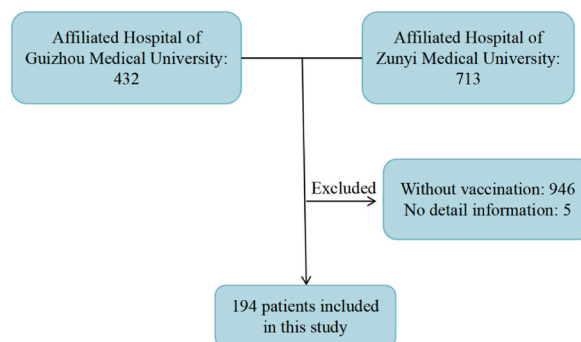 Affiliated Hospital of
Guizhou Medical University:
432
Affiliated Hospital of
Zunyi Medical University:
713
Excluded
Without vaccination: 946
No detail information: 5
194 patients included
in this study